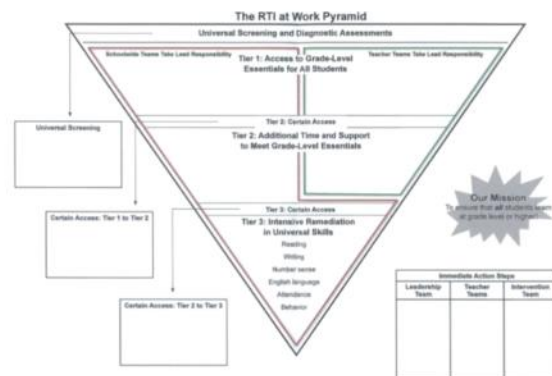 The RTI at Work Pyramid
Universal Screening and Diagnostic Assessments
Schoolwide Teams Take Lead Responsibility
Teacher Teams Take Lead Responsibility
Tier 1: Access to Grade-Level
Essentials for All Students
Tier 2: Certain Access
Tier 2: Additional Time and Support
to Meet Grade-Level Essentials
Universal Screening
Certain Access: Tier 1 to Tier 2
Tier 3: Certain Access
Tier 3: Intensive Remediation
in Universal Skills
Reading
Writing
Number sense
English language
Attendance
Behavior
Certain Access: Tier 2 to Tier 3
Our Mission
To ensure that all students learn
at grade level or higher
Immediate Action Steps
Leadership
Team
Teacher
Teams
Intervention
Team